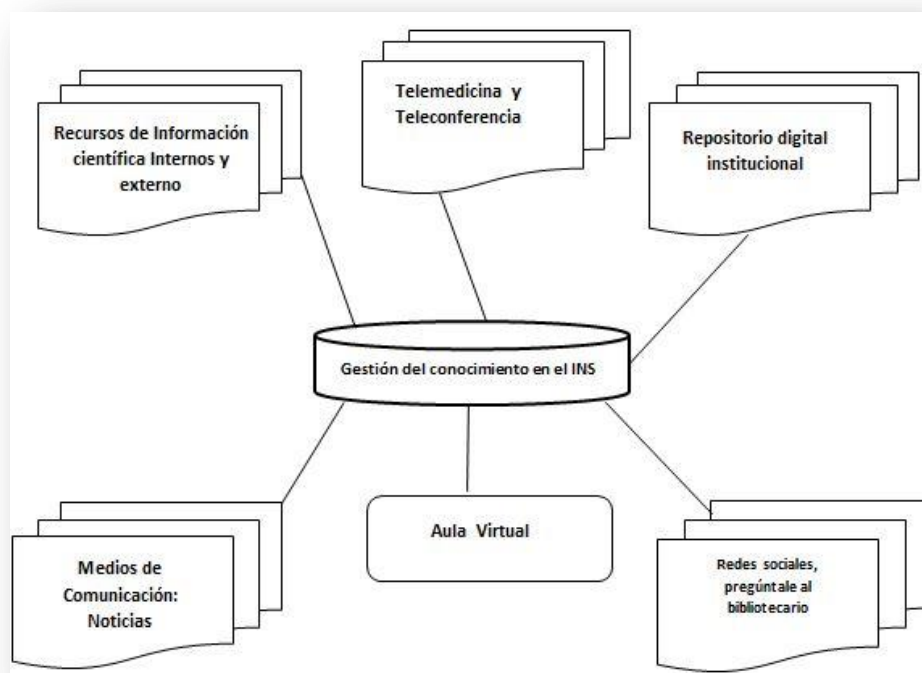 Recursos de Información
científica Internos y
externo
Telemedicina y
Teleconferencia
Repositorio digital
institucional
Gestión del conocimiento en el INS
Medios de
Comunicación:
Noticias
Aula Virtual
Redes sociales,
pregúntale al
bibliotecario